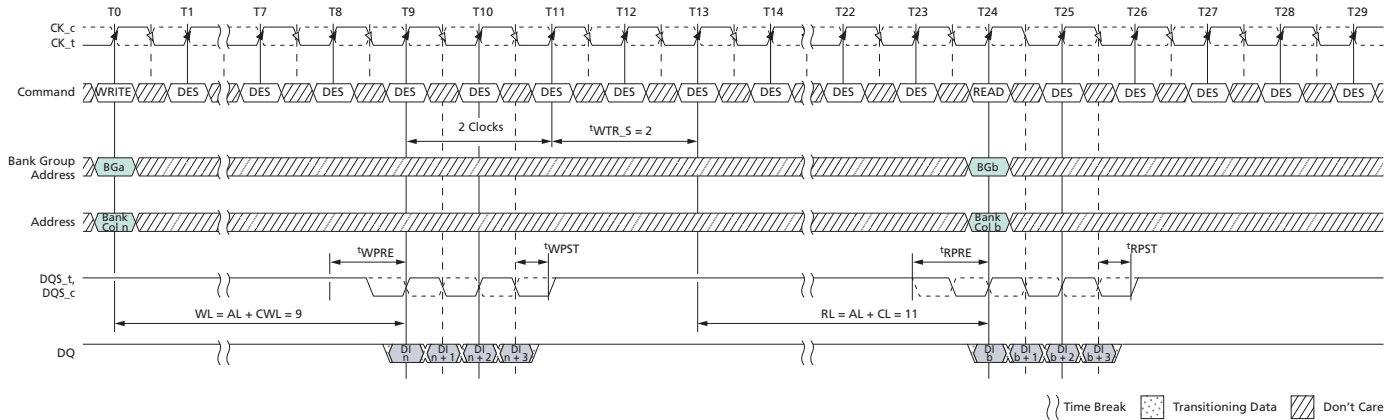 T0 T1 T7 T8 T9 T10 T11 T12 T13 T14 T22 T23 T24 T25 T26 T27 T28 T29
CK_c
CK_t
Command WRITE DES DES DES DES DES DES DES DES DES DES DES READ DES DES DES DES DES
2 Clocks tWTR_S = 2
Bank Group
Address BGa BGb
Address Bank
Col n Bank
Col b
tWPRE tWPST tRPRE tRPST
DQS_t,
DQS_c
WL = AL + CWL = 9 RL = AL + CL = 11
DQ DI
n DI
n + 1 DI
n + 2 DI
n + 3 DI
b DI
b + 1 DI
b + 2 DI
b + 3
Time Break Transitioning Data Don't Care